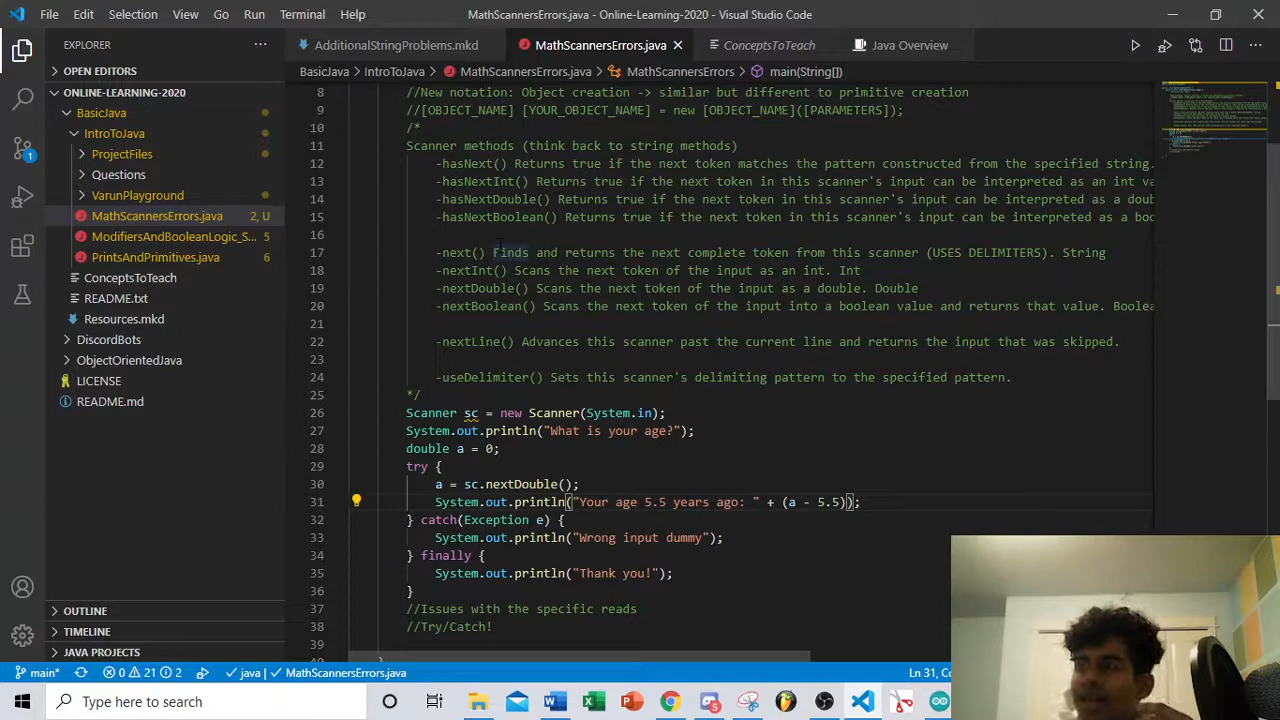 File Edit Selection View Go Run Terminal Help
MathScannersErrors.java - Online-Learning-2020 - Visual Studio Code
EXPLORER
AdditionalStringProblems.mkd
MathScannersErrors.java
ConceptsToTeach
Java Overview
BasicJava > IntroToJava > MathScannersErrors.java > MathScannersErrors > main(String[])
OPEN EDITORS
ONLINE-LEARNING-2020
BasicJava
IntroToJava
ProjectFiles
Questions
VarunPlayground
MathScannersErrors.java 2, U
ModifiersAndBooleanLogic_S... 5
PrintsAndPrimitives.java 6
ConceptsToTeach
README.txt
Resources.mkd
DiscordBots
ObjectOrientedJava
LICENSE
README.md
OUTLINE
TIMELINE
JAVA PROJECTS
1
8 //New notation: Object creation -> similar but different to primitive creation
9 //[OBJECT_NAME] [YOUR_OBJECT_NAME] = new [OBJECT_NAME]([PARAMETERS]);
10 /*
11 Scanner methods (think back to string methods)
12 -hasNext() Returns true if the next token matches the pattern constructed from the specified string.
13 -hasNextInt() Returns true if the next token in this scanner's input can be interpreted as an int va
14 -hasNextDouble() Returns true if the next token in this scanner's input can be interpreted as a doub
15 -hasNextBoolean() Returns true if the next token in this scanner's input can be interpreted as a boo
16
17 -next() Finds and returns the next complete token from this scanner (USES DELIMITERS). String
18 -nextInt() Scans the next token of the input as an int. Int
19 -nextDouble() Scans the next token of the input as a double. Double
20 -nextBoolean() Scans the next token of the input into a boolean value and returns that value. Boolea
21
22 -nextLine() Advances this scanner past the current line and returns the input that was skipped.
23
24 -useDelimiter() Sets this scanner's delimiting pattern to the specified pattern.
25 */
26 Scanner sc = new Scanner(System.in);
27 System.out.println("What is your age?");
28 double a = 0;
29 try {
30 a = sc.nextDouble();
31 System.out.println("Your age 5.5 years ago: " + (a - 5.5));
32 } catch(Exception e) {
33 System.out.println("Wrong input dummy");
34 } finally {
35 System.out.println("Thank you!");
36 }
37 //Issues with the specific reads
38 //Try/Catch!
39
main* 0 21 2 java MathScannersErrors.java
Ln 31,
Type here to search